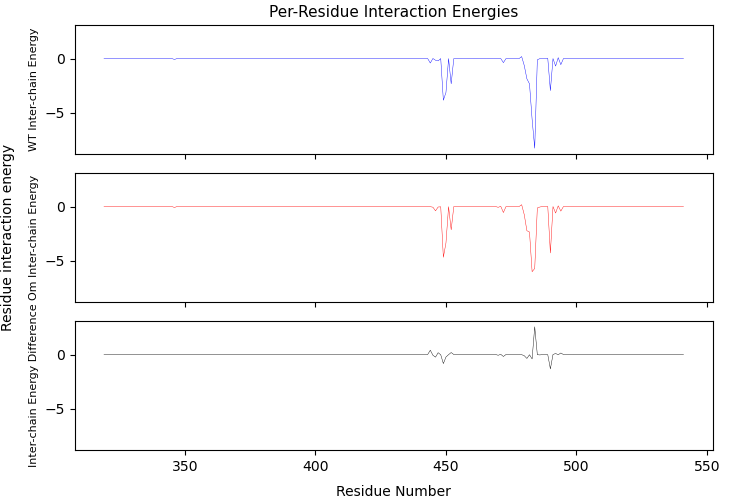 Per-Residue Interaction Energies
Residue interaction energy
WT Inter-chain Energy
0
−5
Om Inter-chain Energy
0
−5
Inter-chain Energy Difference
0
−5
350
400
450
500
550
Residue Number